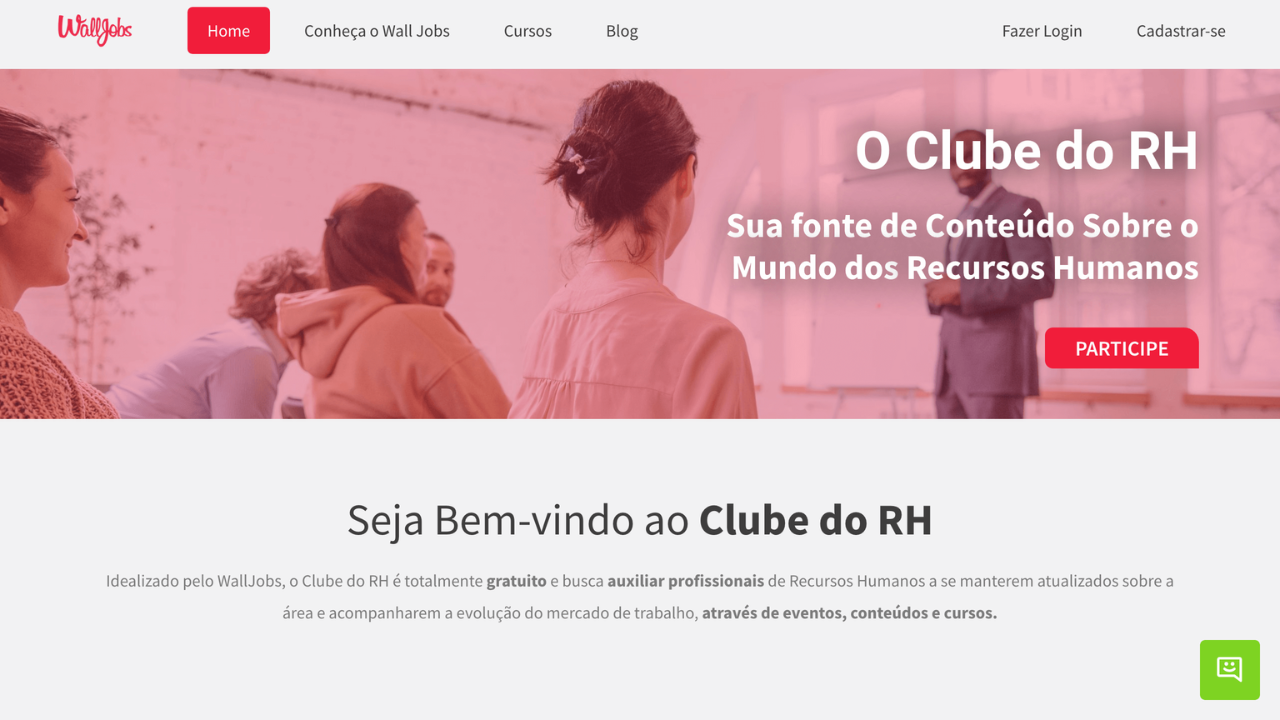 WallJobs
Home
Conheça o Wall Jobs
Cursos
Blog
Fazer Login
Cadastrar-se
O Clube do RH
Sua fonte de Conteúdo Sobre o
Mundo dos Recursos Humanos
PARTICIPE
Seja Bem-vindo ao Clube do RH
Idealizado pelo WallJobs, o Clube do RH é totalmente gratuito e busca auxiliar profissionais de Recursos Humanos a se manterem atualizados sobre a
área e acompanharem a evolução do mercado de trabalho, através de eventos, conteúdos e cursos.